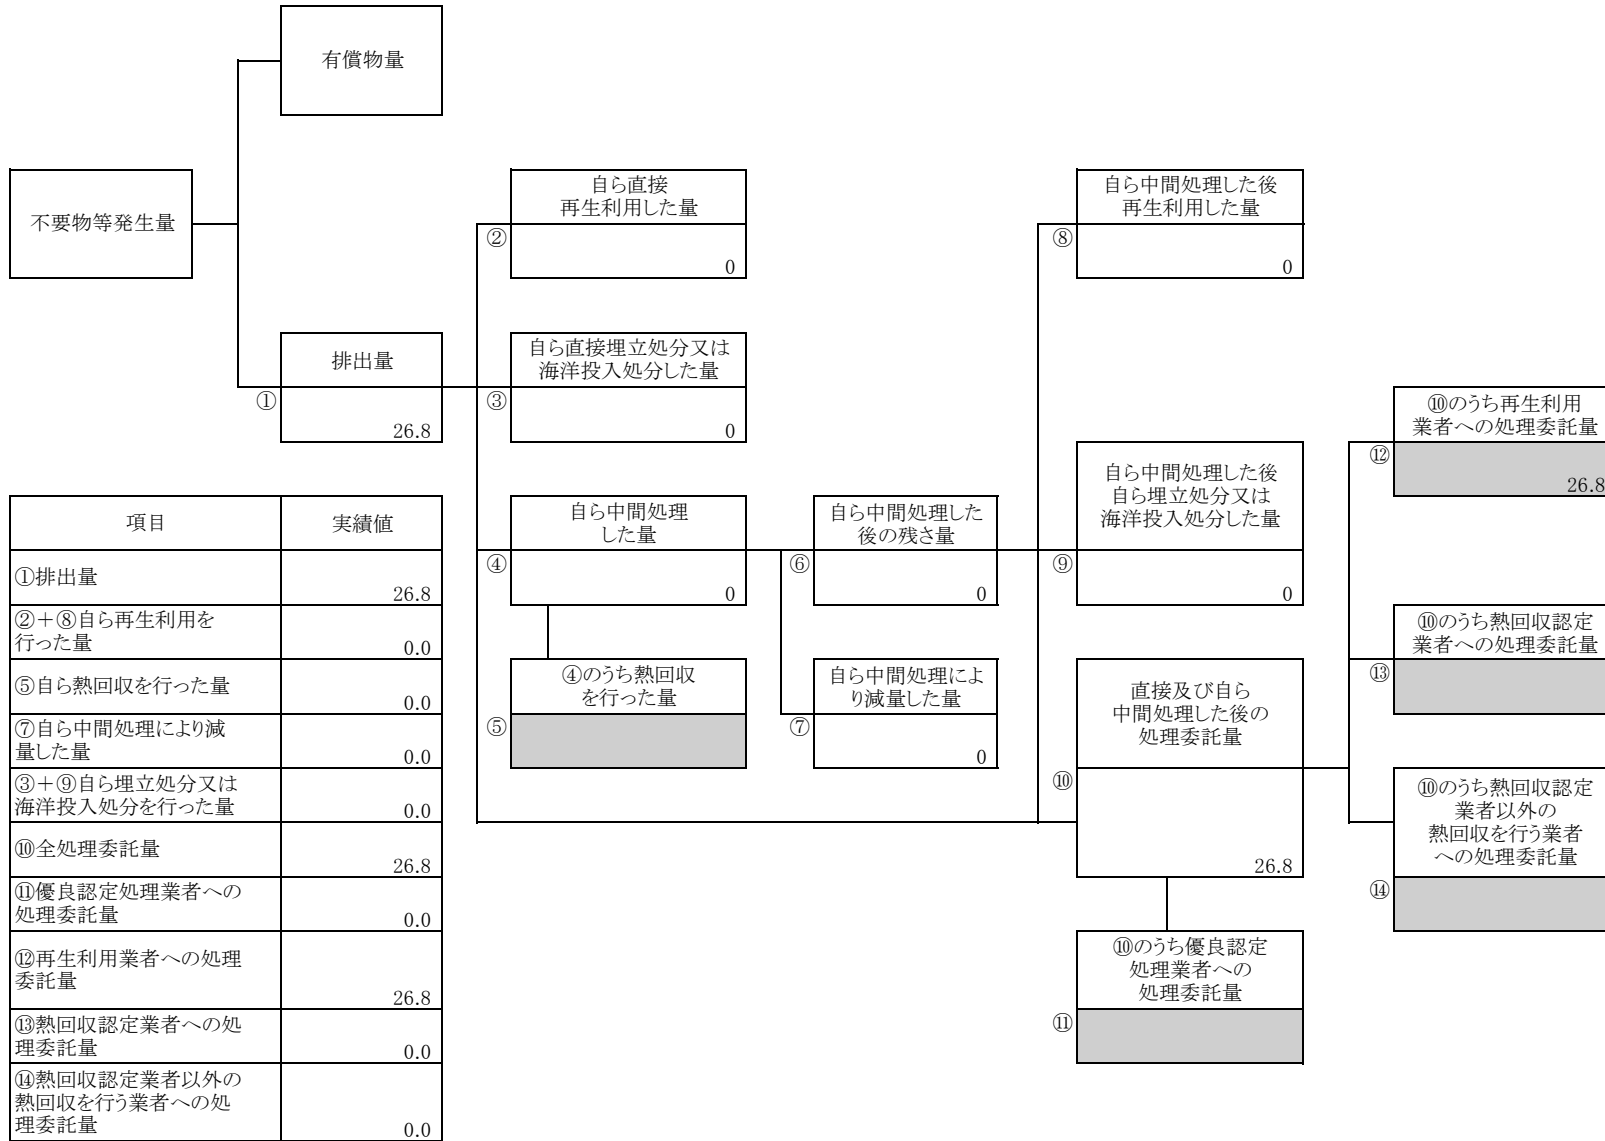 有償物量
不要物等発生量
排出量
①
26.8
自ら直接
再生利用した量
②
0
自ら直接埋立処分又は
海洋投入処分した量
③
0
自ら中間処理
した量
④
0
④のうち熱回収
を行った量
⑤
自ら中間処理した
後の残さ量
⑥
0
自ら中間処理によ
り減量した量
⑦
0
自ら中間処理した後
再生利用した量
⑧
0
自ら中間処理した後
自ら埋立処分又は
海洋投入処分した量
⑨
0
直接及び自ら
中間処理した後の
処理委託量
⑩
26.8
⑩のうち優良認定
処理業者への
処理委託量
⑪
⑩のうち再生利用
業者への処理委託量
⑫
26.8
⑩のうち熱回収認定
業者への処理委託量
⑬
⑩のうち熱回収認定
業者以外の
熱回収を行う業者
への処理委託量
⑭
項目 実績値
①排出量
26.8
②＋⑧自ら再生利用を
行った量
0.0
⑤自ら熱回収を行った量
0.0
⑦自ら中間処理により減
量した量
0.0
③＋⑨自ら埋立処分又は
海洋投入処分を行った量
0.0
⑩全処理委託量
26.8
⑪優良認定処理業者への
処理委託量
0.0
⑫再生利用業者への処理
委託量
26.8
⑬熱回収認定業者への処
理委託量
0.0
⑭熱回収認定業者以外の
熱回収を行う業者への処
理委託量
0.0